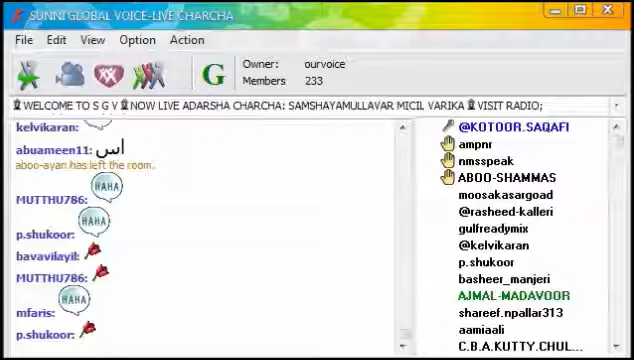 SUNNI GLOBAL VOICE-LIVE CHARCHA
File Edit View Option Action
G
Owner: ourvoice
Members 233
WELCOME TO S G V NOW LIVE ADARSHA CHARCHA: SAMSHAYAMULLAVAR MICIL VARIKA VISIT RADIO;
kelvikaran:
abuameen11: اس
aboo-ayan has left the room.
MUTTHU786: HAHA
p.shukoor: HAHA
bavavilayil:
MUTTHU786:
mfaris: HAHA
p.shukoor:
@KOTOOR.SAQAFI
ampnr
nmsspeak
ABOO-SHAMMAS
moosakasargoad
@rasheed-kalleri
gulfreadymix
@kelvikaran
p.shukoor
basheer_manjeri
AJMAL-MADAVOOR
shareef.npallar313
aamiaali
C.B.A.KUTTY.CHUL...